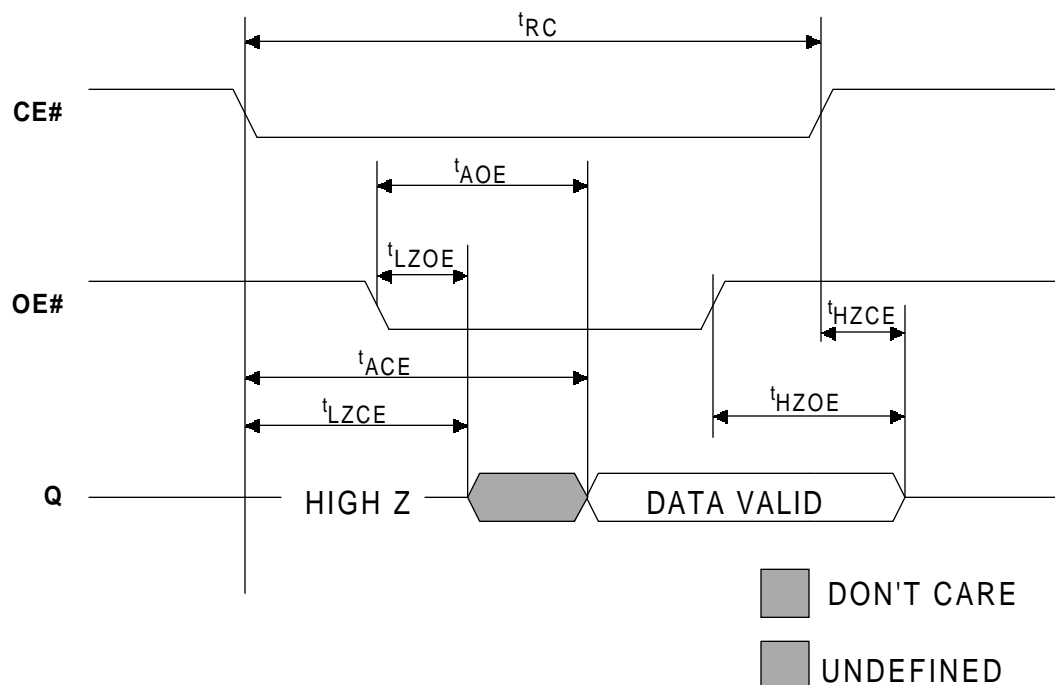 tRC
CE#
tAOE
tLZOE
OE#
tHZCE
tACE
tHZOE
tLZCE
Q
HIGH Z
DATA VALID
DON'T CARE
UNDEFINED